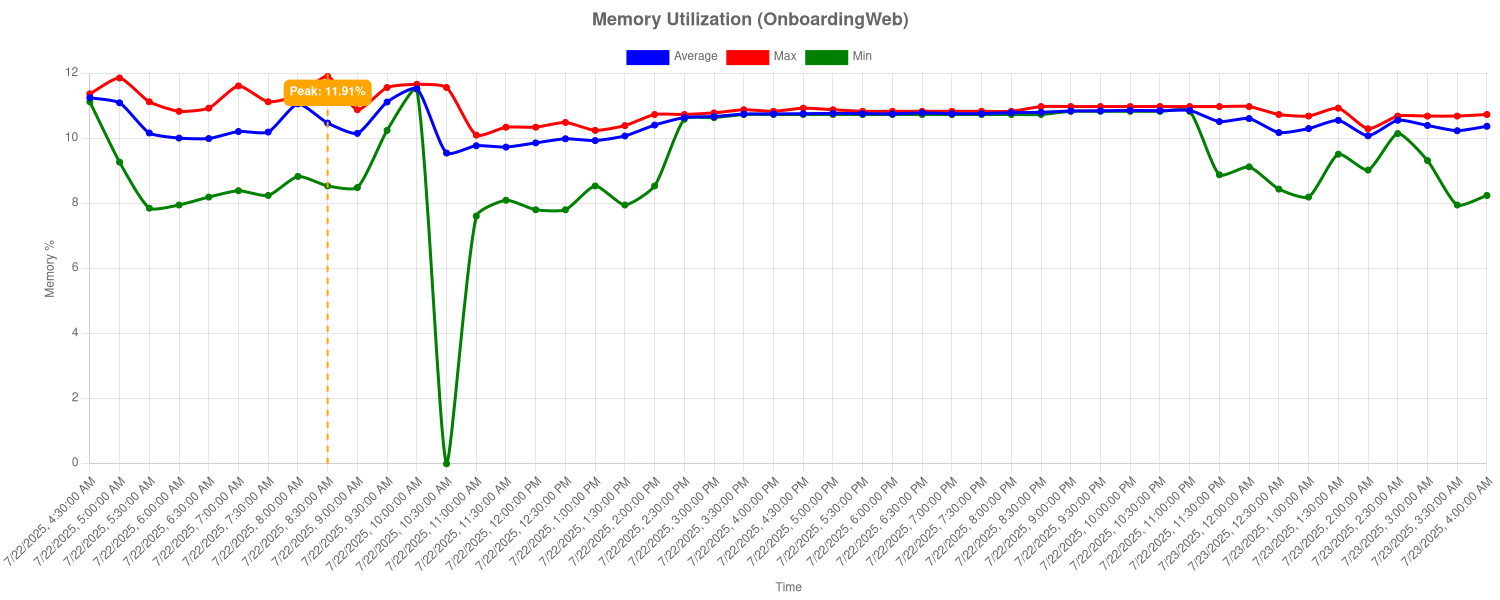 Memory Utilization (OnboardingWeb)
Average Max Min
Peak: 11.91%
12
10
8
6
4
2
0
Memory %
7/22/2025, 4:30:00 AM
7/22/2025, 5:00:00 AM
7/22/2025, 5:30:00 AM
7/22/2025, 6:00:00 AM
7/22/2025, 6:30:00 AM
7/22/2025, 7:00:00 AM
7/22/2025, 7:30:00 AM
7/22/2025, 8:00:00 AM
7/22/2025, 8:30:00 AM
7/22/2025, 9:00:00 AM
7/22/2025, 9:30:00 AM
7/22/2025, 10:00:00 AM
7/22/2025, 10:30:00 AM
7/22/2025, 11:00:00 AM
7/22/2025, 11:30:00 AM
7/22/2025, 12:00:00 PM
7/22/2025, 12:30:00 PM
7/22/2025, 1:00:00 PM
7/22/2025, 1:30:00 PM
7/22/2025, 2:00:00 PM
7/22/2025, 2:30:00 PM
7/22/2025, 3:00:00 PM
7/22/2025, 3:30:00 PM
7/22/2025, 4:00:00 PM
7/22/2025, 4:30:00 PM
7/22/2025, 5:00:00 PM
7/22/2025, 5:30:00 PM
7/22/2025, 6:00:00 PM
7/22/2025, 6:30:00 PM
7/22/2025, 7:00:00 PM
7/22/2025, 7:30:00 PM
7/22/2025, 8:00:00 PM
7/22/2025, 8:30:00 PM
7/22/2025, 9:00:00 PM
7/22/2025, 9:30:00 PM
7/22/2025, 10:00:00 PM
7/22/2025, 10:30:00 PM
7/22/2025, 11:00:00 PM
7/22/2025, 11:30:00 PM
7/23/2025, 12:00:00 AM
7/23/2025, 12:30:00 AM
7/23/2025, 1:00:00 AM
7/23/2025, 1:30:00 AM
7/23/2025, 2:00:00 AM
7/23/2025, 2:30:00 AM
7/23/2025, 3:00:00 AM
7/23/2025, 3:30:00 AM
7/23/2025, 4:00:00 AM
Time